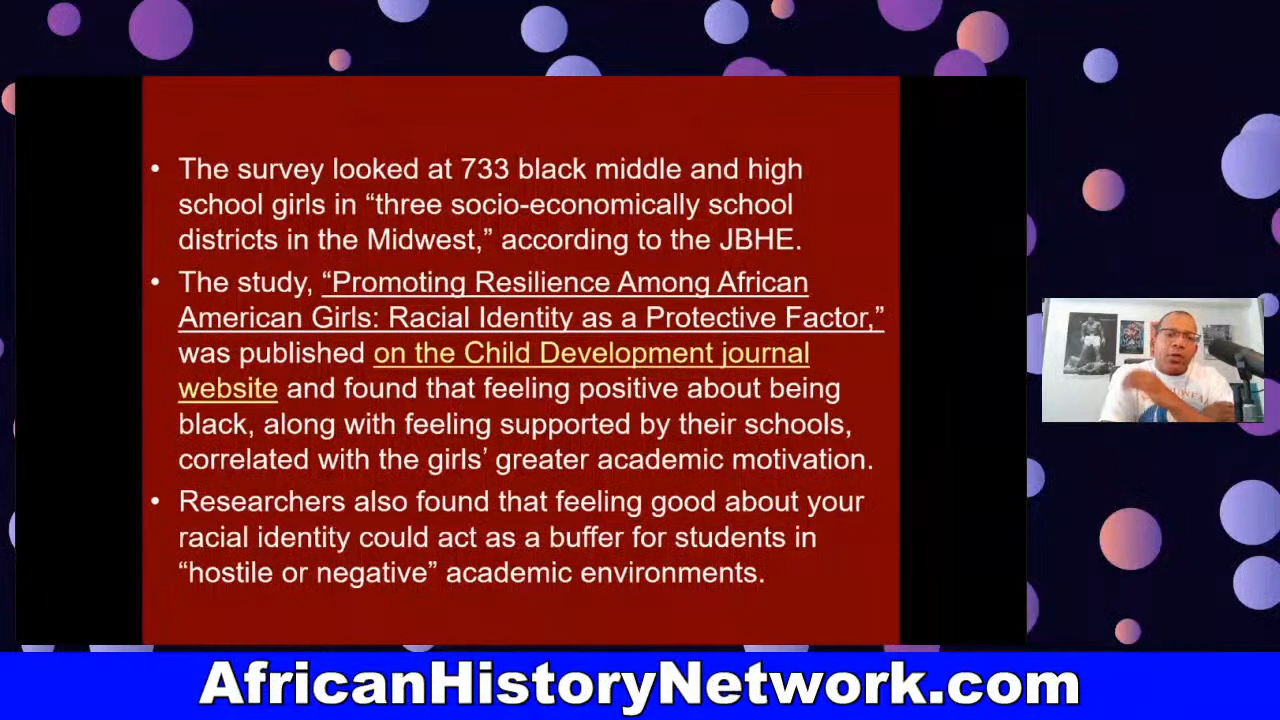 • The survey looked at 733 black middle and high
school girls in “three socio-economically school
districts in the Midwest,” according to the JBHE.
• The study, “Promoting Resilience Among African
American Girls: Racial Identity as a Protective Factor,”
was published on the Child Development journal
website and found that feeling positive about being
black, along with feeling supported by their schools,
correlated with the girls’ greater academic motivation.
• Researchers also found that feeling good about your
racial identity could act as a buffer for students in
“hostile or negative” academic environments.
AfricanHistoryNetwork.com